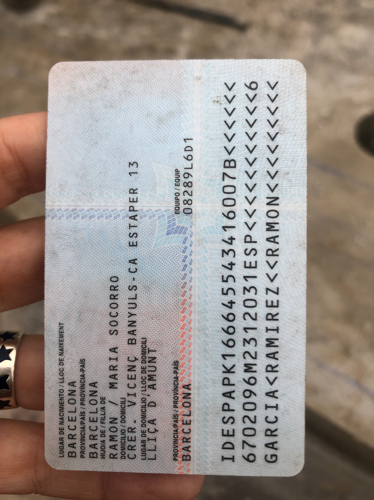 LUGAR DE NACIMIENTO / LLOC DE NAIXEMENT
BARCELONA
PROVINCIA/PAÍS / PROVÍNCIA-PAÍS
BARCELONA
HIJO/A DE / FILL/A DE
RAMON / MARIA SOCORRO
DOMICILIO / DOMICILI
CRER. VICENÇ BANYULS-CA ESTAPER 13
LUGAR DE DOMICILIO / LLOC DE DOMICILI
LLIÇÀ D'AMUNT
PROVINCIA/PAÍS / PROVÍNCIA/PAÍS
BARCELONA
EQUIPO / EQUIP
08289L6D1
IDESPAPK166645543416007B<<<<<<
6702096M2312031ESP<<<<<<<<<<<6
GARCIA<RAMIREZ<<RAMON<<<<<<<<<